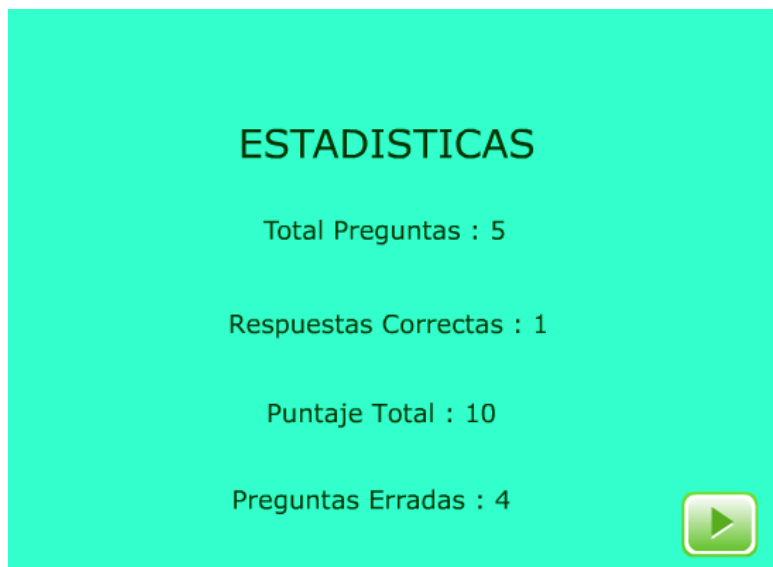 ESTADISTICAS
Total Preguntas : 5
Respuestas Correctas : 1
Puntaje Total : 10
Preguntas Erradas : 4